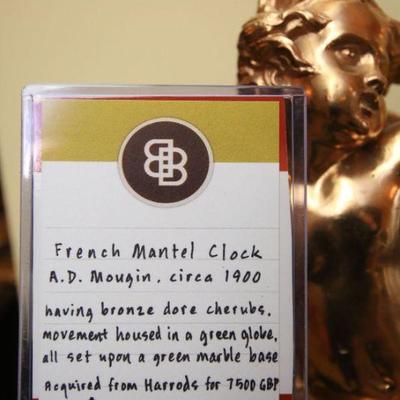 BB
French Mantel Clock
A.D. Mougin, circa 1900
having bronze dore cherubs,
movement housed in a green globe,
all set upon a green marble base
Acquired from Harrods for 7500 GBP